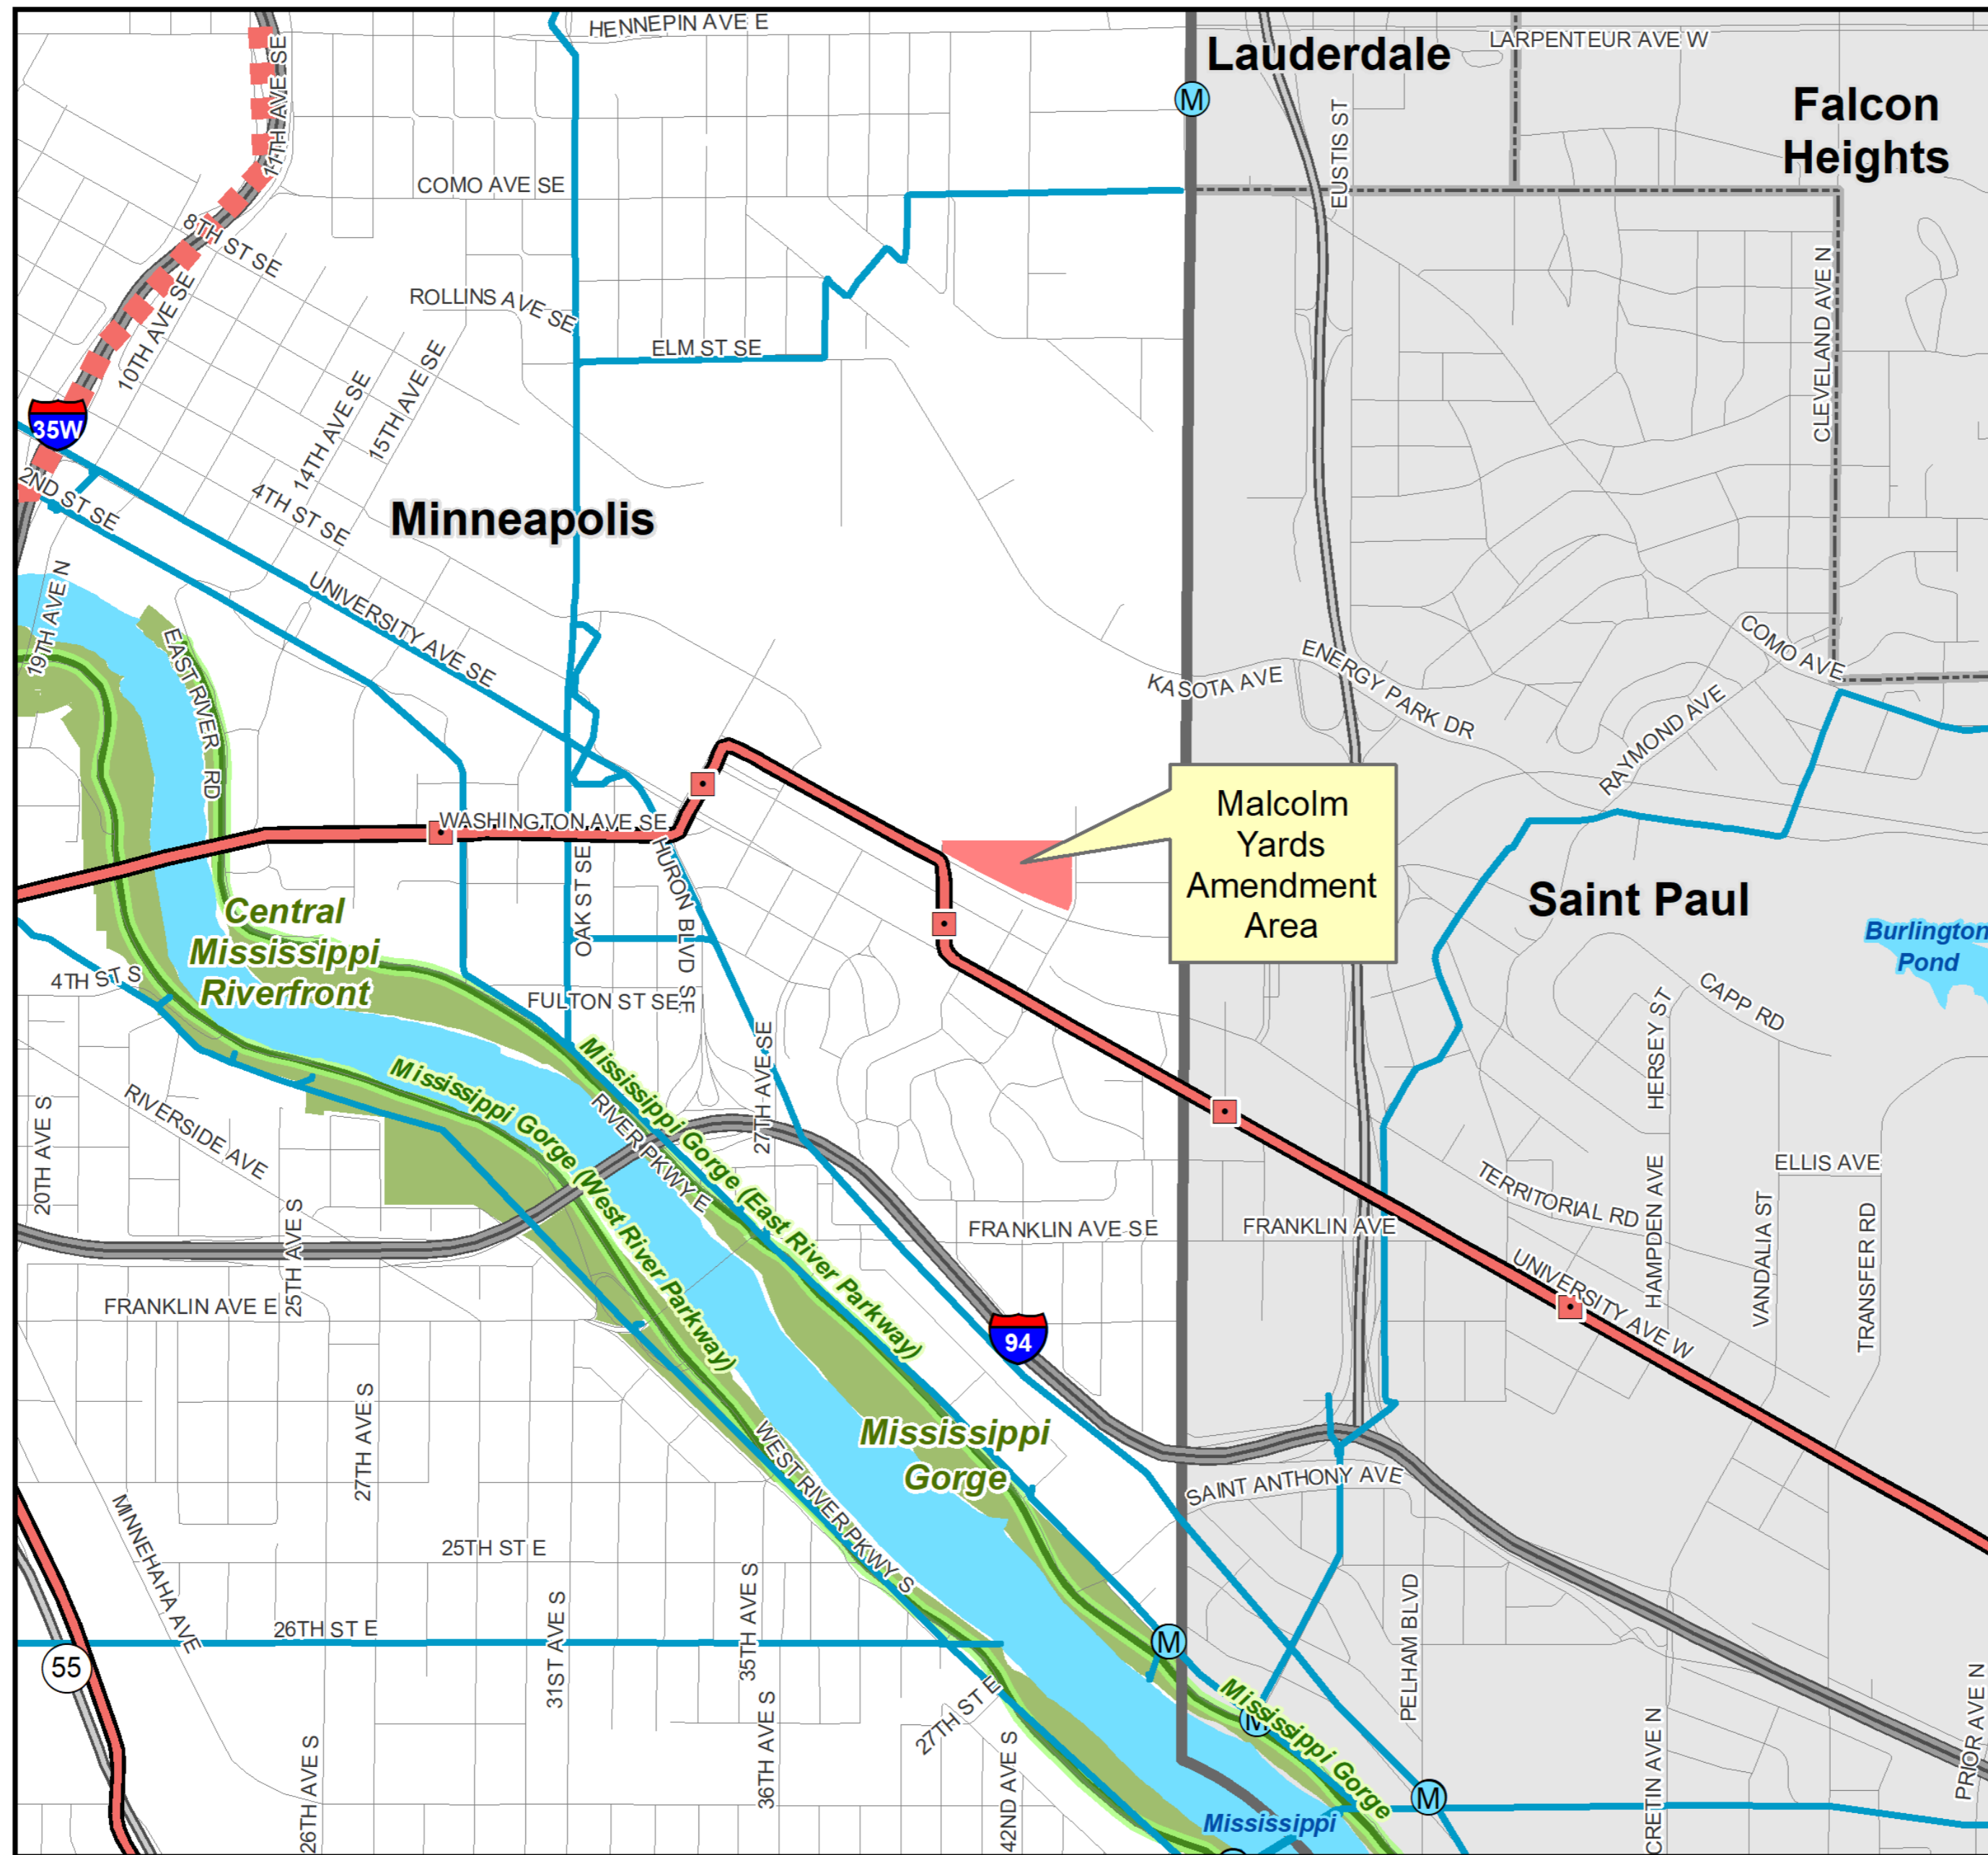 HENNEPIN AVE E
Lauderdale
LARPENTEUR AVE W
M
Falcon
Heights
11TH AVE SE
EUSTIS ST
COMO AVE SE
8TH ST SE
10TH AVE SE
ROLLINS AVE SE
ELM ST SE
CLEVELAND AVE N
14TH AVE SE
15TH AVE SE
35W
2ND ST SE
4TH ST SE
Minneapolis
19TH AVE N
UNIVERSITY AVE SE
EAST RIVER RD
KASOTA AVE
ENERGY PARK DR
COMO AVE
RAYMOND AVE
WASHINGTON AVE SE
Malcolm
Yards
Amendment
Area
HURON BLVD SE
OAK ST SE
Saint Paul
Central
Mississippi
Riverfront
Burlington
Pond
4TH ST S
FULTON ST SE
CAPP RD
HERSEY ST
27TH AVE SE
Mississippi Gorge (West River Parkway)
Mississippi Gorge (East River Parkway)
RIVER PKWY E
RIVERSIDE AVE
20TH AVE S
25TH AVE S
FRANKLIN AVE SE
FRANKLIN AVE
TERRITORIAL RD
ELLIS AVE
HAMPDEN AVE
VANDALIA ST
TRANSFER RD
UNIVERSITY AVE W
FRANKLIN AVE E
94
27TH AVE S
Mississippi
Gorge
WEST RIVER PKWY S
SAINT ANTHONY AVE
MINNEHAHA AVE
25TH ST E
31ST AVE S
35TH AVE S
PELHAM BLVD
26TH ST E
M
55
27TH ST E
M
Mississippi Gorge
26TH AVE S
36TH AVE S
42ND AVE S
CRETIN AVE N
PRIOR AVE N
M
Mississippi